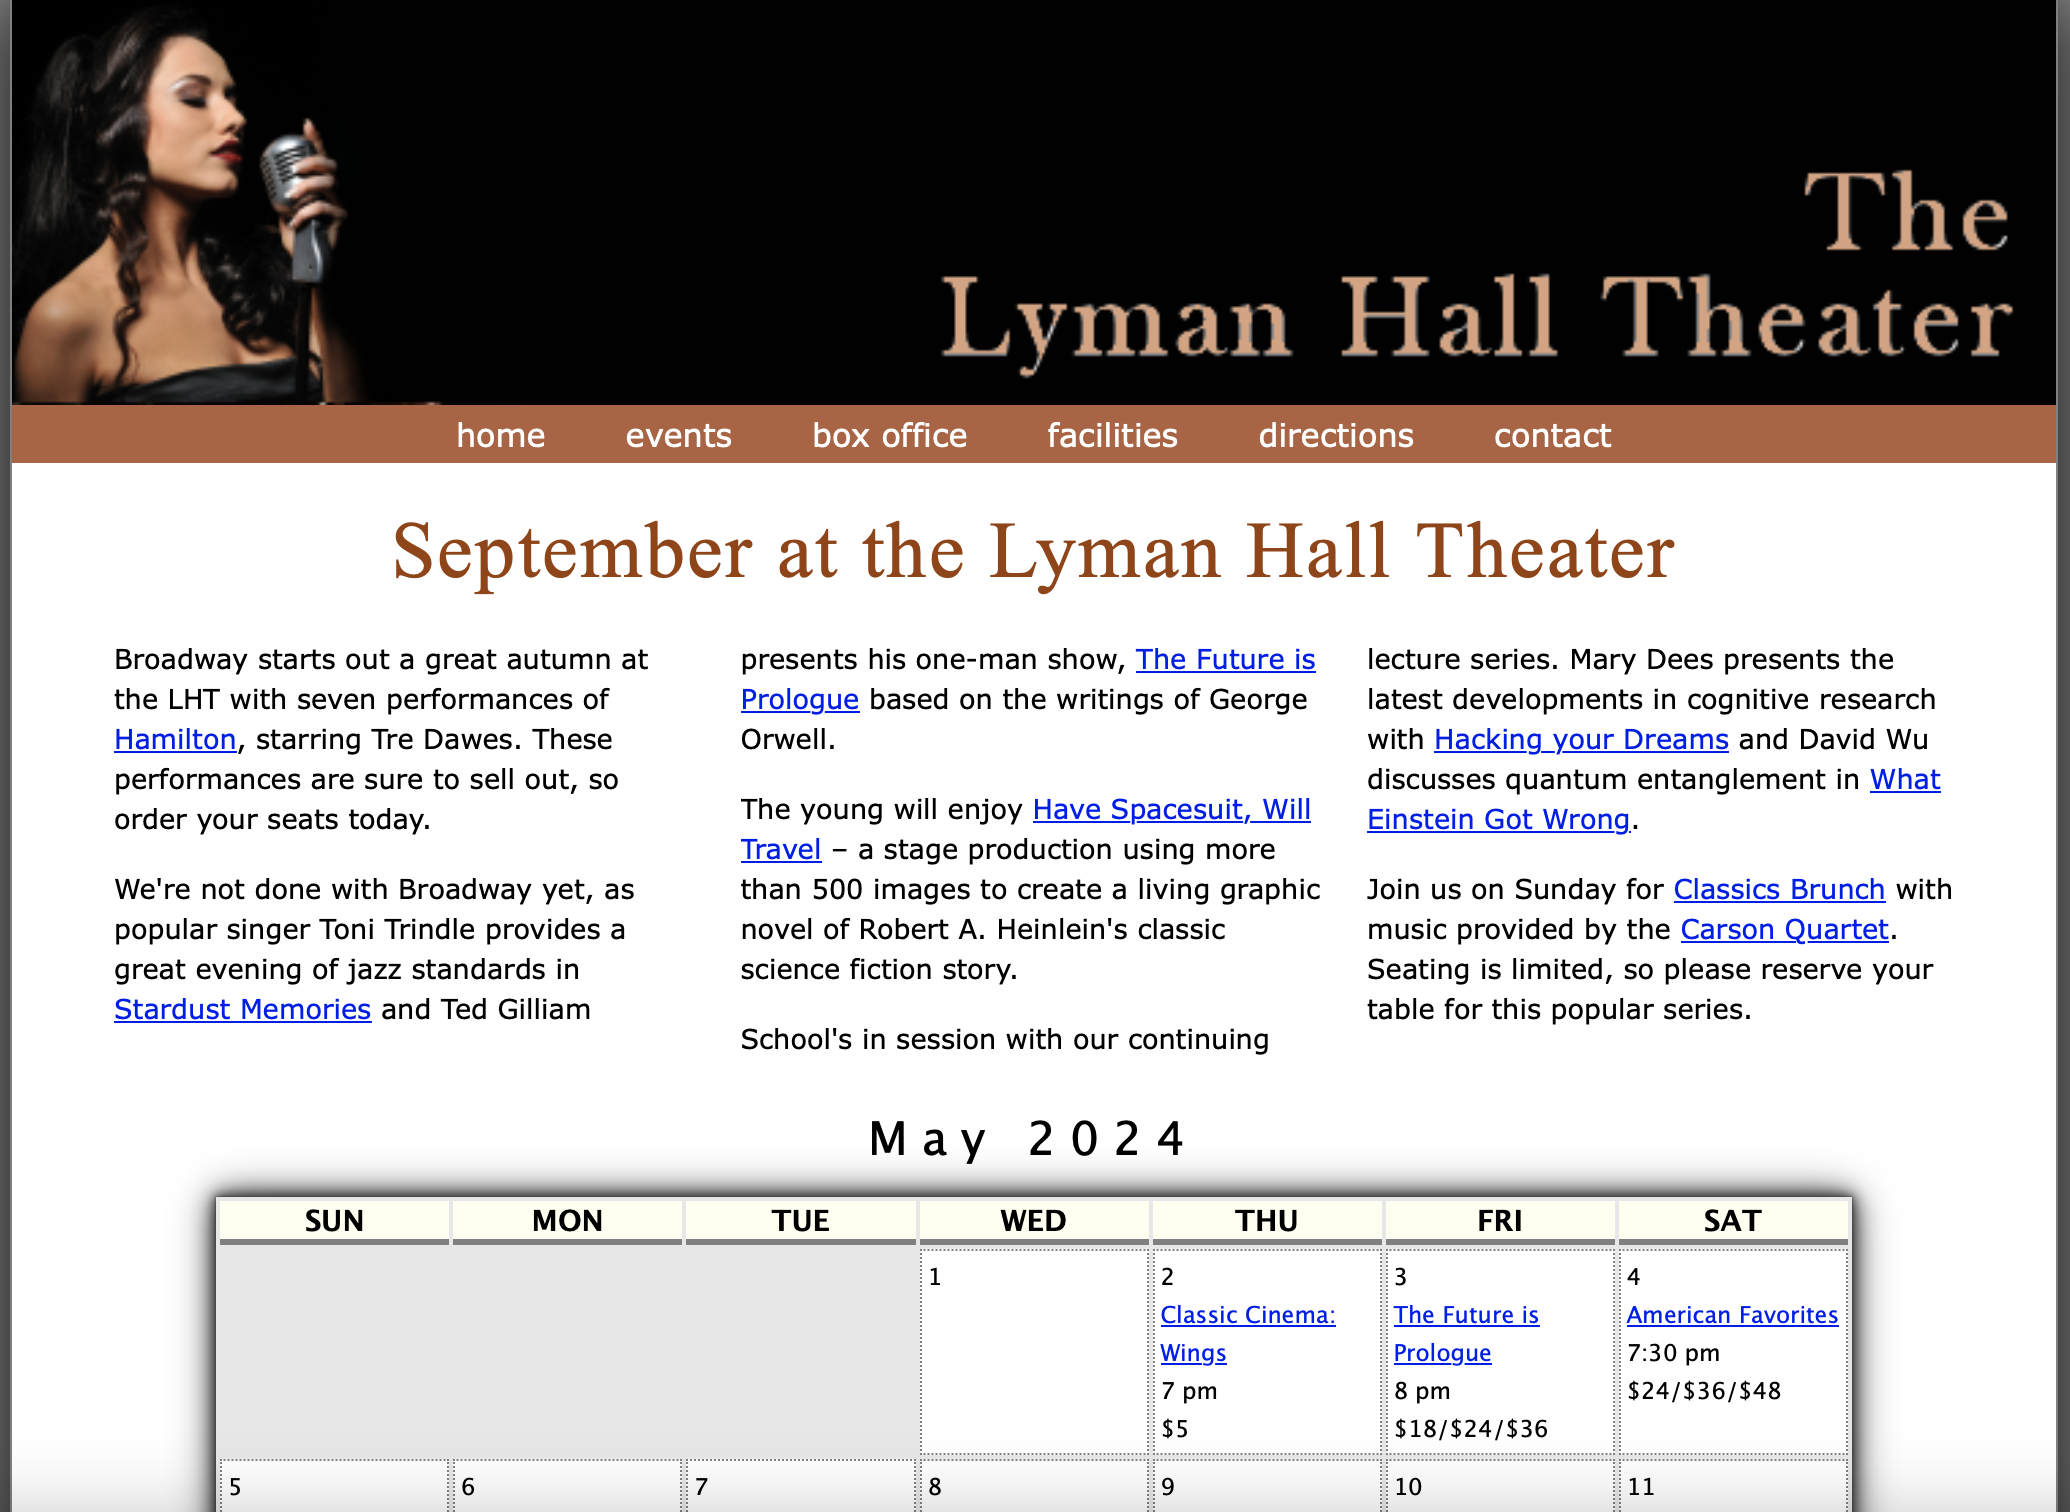 The
Lyman Hall Theater
home events box office facilities directions contact
September at the Lyman Hall Theater
Broadway starts out a great autumn at
the LHT with seven performances of
Hamilton, starring Tre Dawes. These
performances are sure to sell out, so
order your seats today.
We're not done with Broadway yet, as
popular singer Toni Trindle provides a
great evening of jazz standards in
Stardust Memories and Ted Gilliam
presents his one-man show, The Future is
Prologue based on the writings of George
Orwell.
The young will enjoy Have Spacesuit, Will
Travel – a stage production using more
than 500 images to create a living graphic
novel of Robert A. Heinlein's classic
science fiction story.
School's in session with our continuing
lecture series. Mary Dees presents the
latest developments in cognitive research
with Hacking your Dreams and David Wu
discusses quantum entanglement in What
Einstein Got Wrong.
Join us on Sunday for Classics Brunch with
music provided by the Carson Quartet.
Seating is limited, so please reserve your
table for this popular series.
May 2024
SUN MON TUE WED THU FRI SAT
1
2
Classic Cinema:
Wings
7 pm
$5
3
The Future is
Prologue
8 pm
$18/$24/$36
4
American Favorites
7:30 pm
$24/$36/$48
5 6 7 8 9 10 11